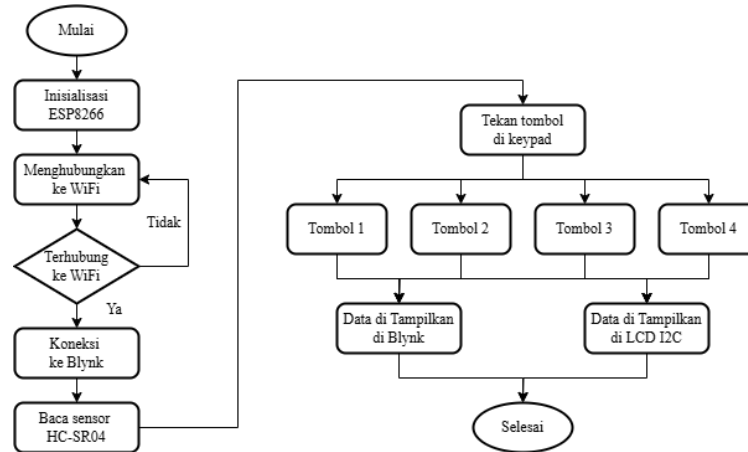 Mulai
Inisialisasi
ESP8266
Menghubungkan
ke WiFi
Tidak
Terhubung
ke WiFi
Ya
Koneksi
ke Blynk
Baca sensor
HC-SR04
Tekan tombol
di keypad
Tombol 1
Tombol 2
Tombol 3
Tombol 4
Data di Tampilkan
di Blynk
Data di Tampilkan
di LCD I2C
Selesai